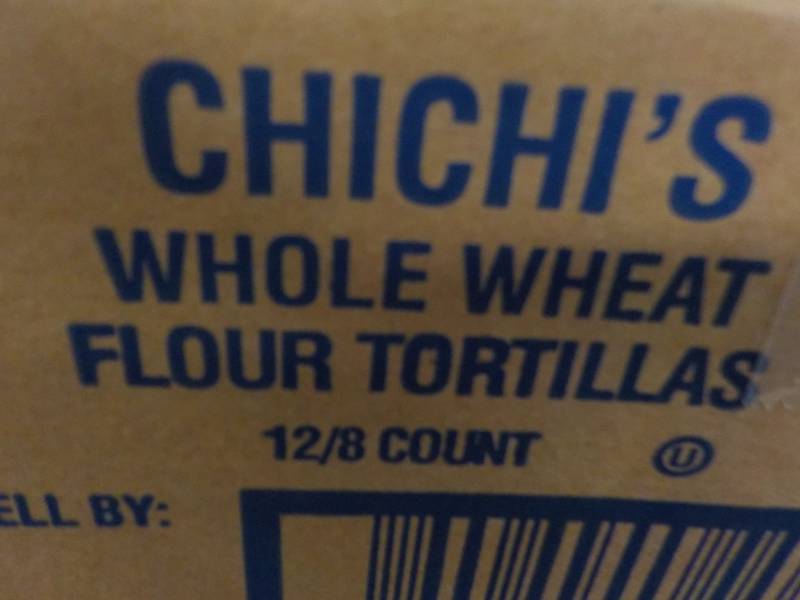 CHICHI'S
WHOLE WHEAT
FLOUR TORTILLAS
12/8 COUNT U
ELL BY: